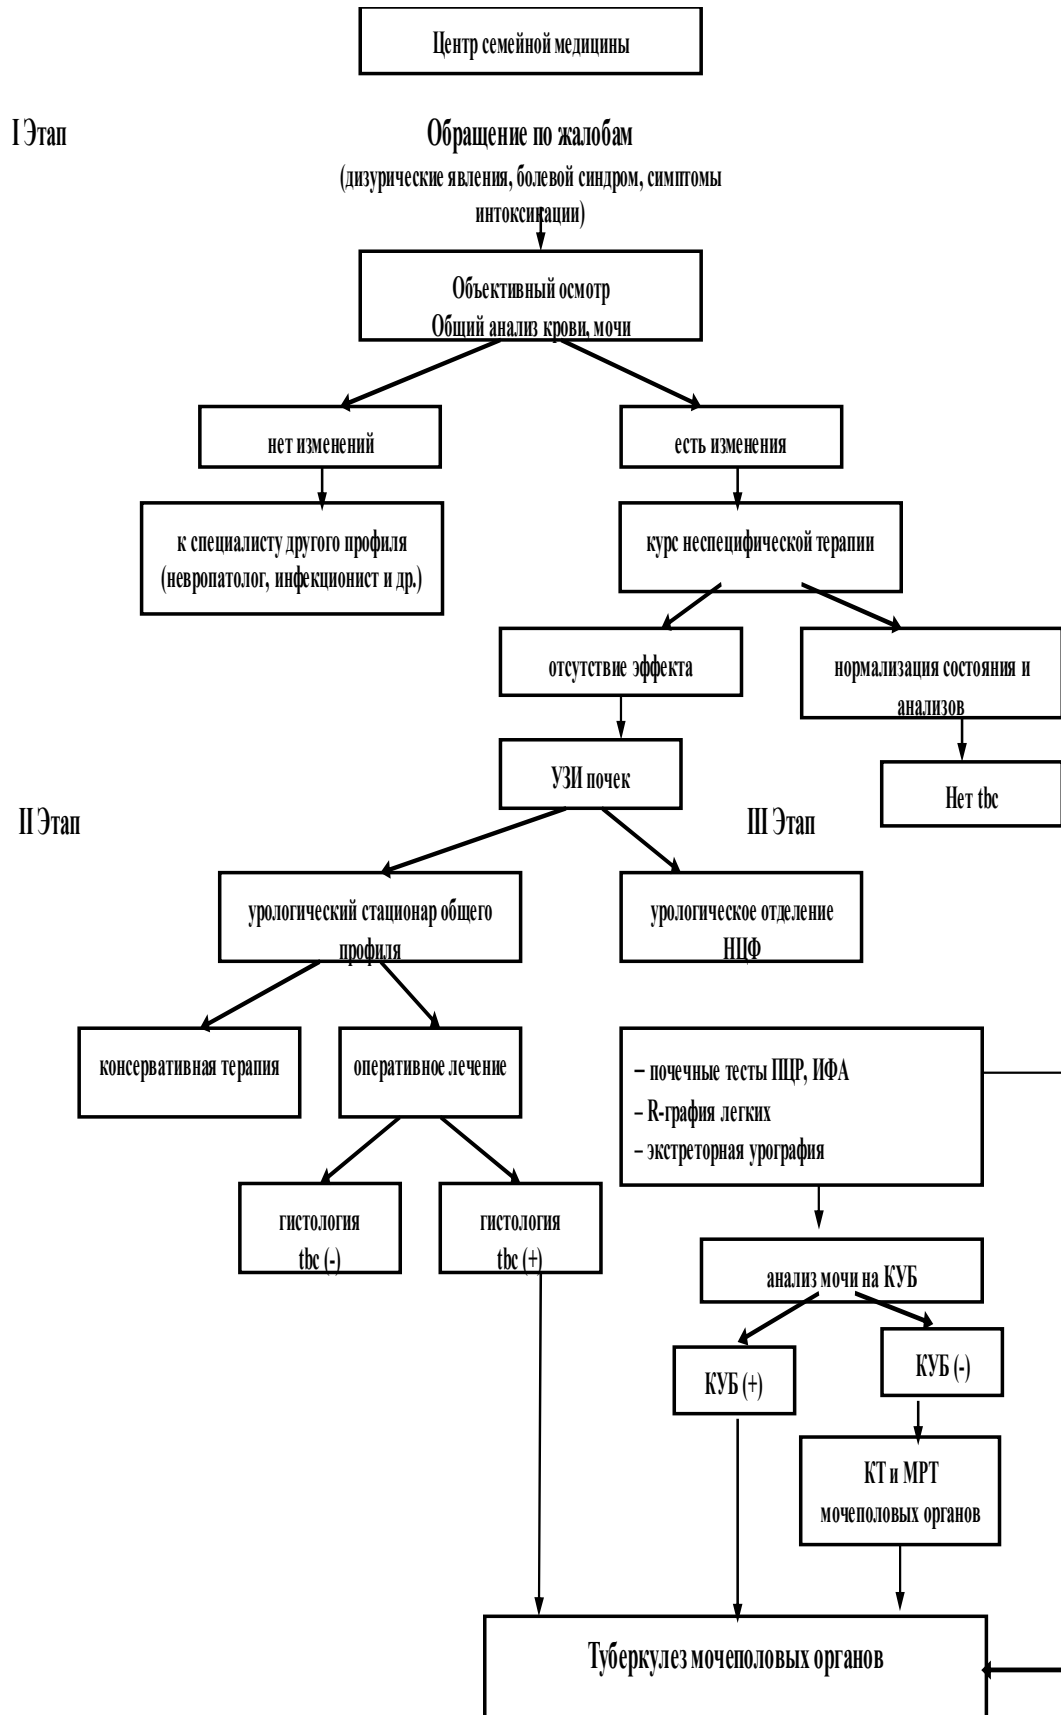 Центр семейной медицины
I Этап
Обращение по жалобам
(дизурические явления, болевой синдром, симптомы
интоксикации)
Объективный осмотр
Общий анализ крови, мочи
нет изменений
есть изменения
к специалисту другого профиля
(невропатолог, инфекционист и др.)
курс неспецифической терапии
отсутствие эффекта
нормализация состояния и
анализов
УЗИ почек
Нет tbc
II Этап
III Этап
урологический стационар общего
профиля
урологическое отделение
НЦФ
консервативная терапия
оперативное лечение
– почечные тесты ПЦР, ИФА
– R-графия легких
– экстреторная урография
гистология
tbc (-)
гистология
tbc (+)
анализ мочи на КУБ
КУБ (+)
КУБ (-)
КТ и МРТ
мочеполовых органов
Туберкулез мочеполовых органов